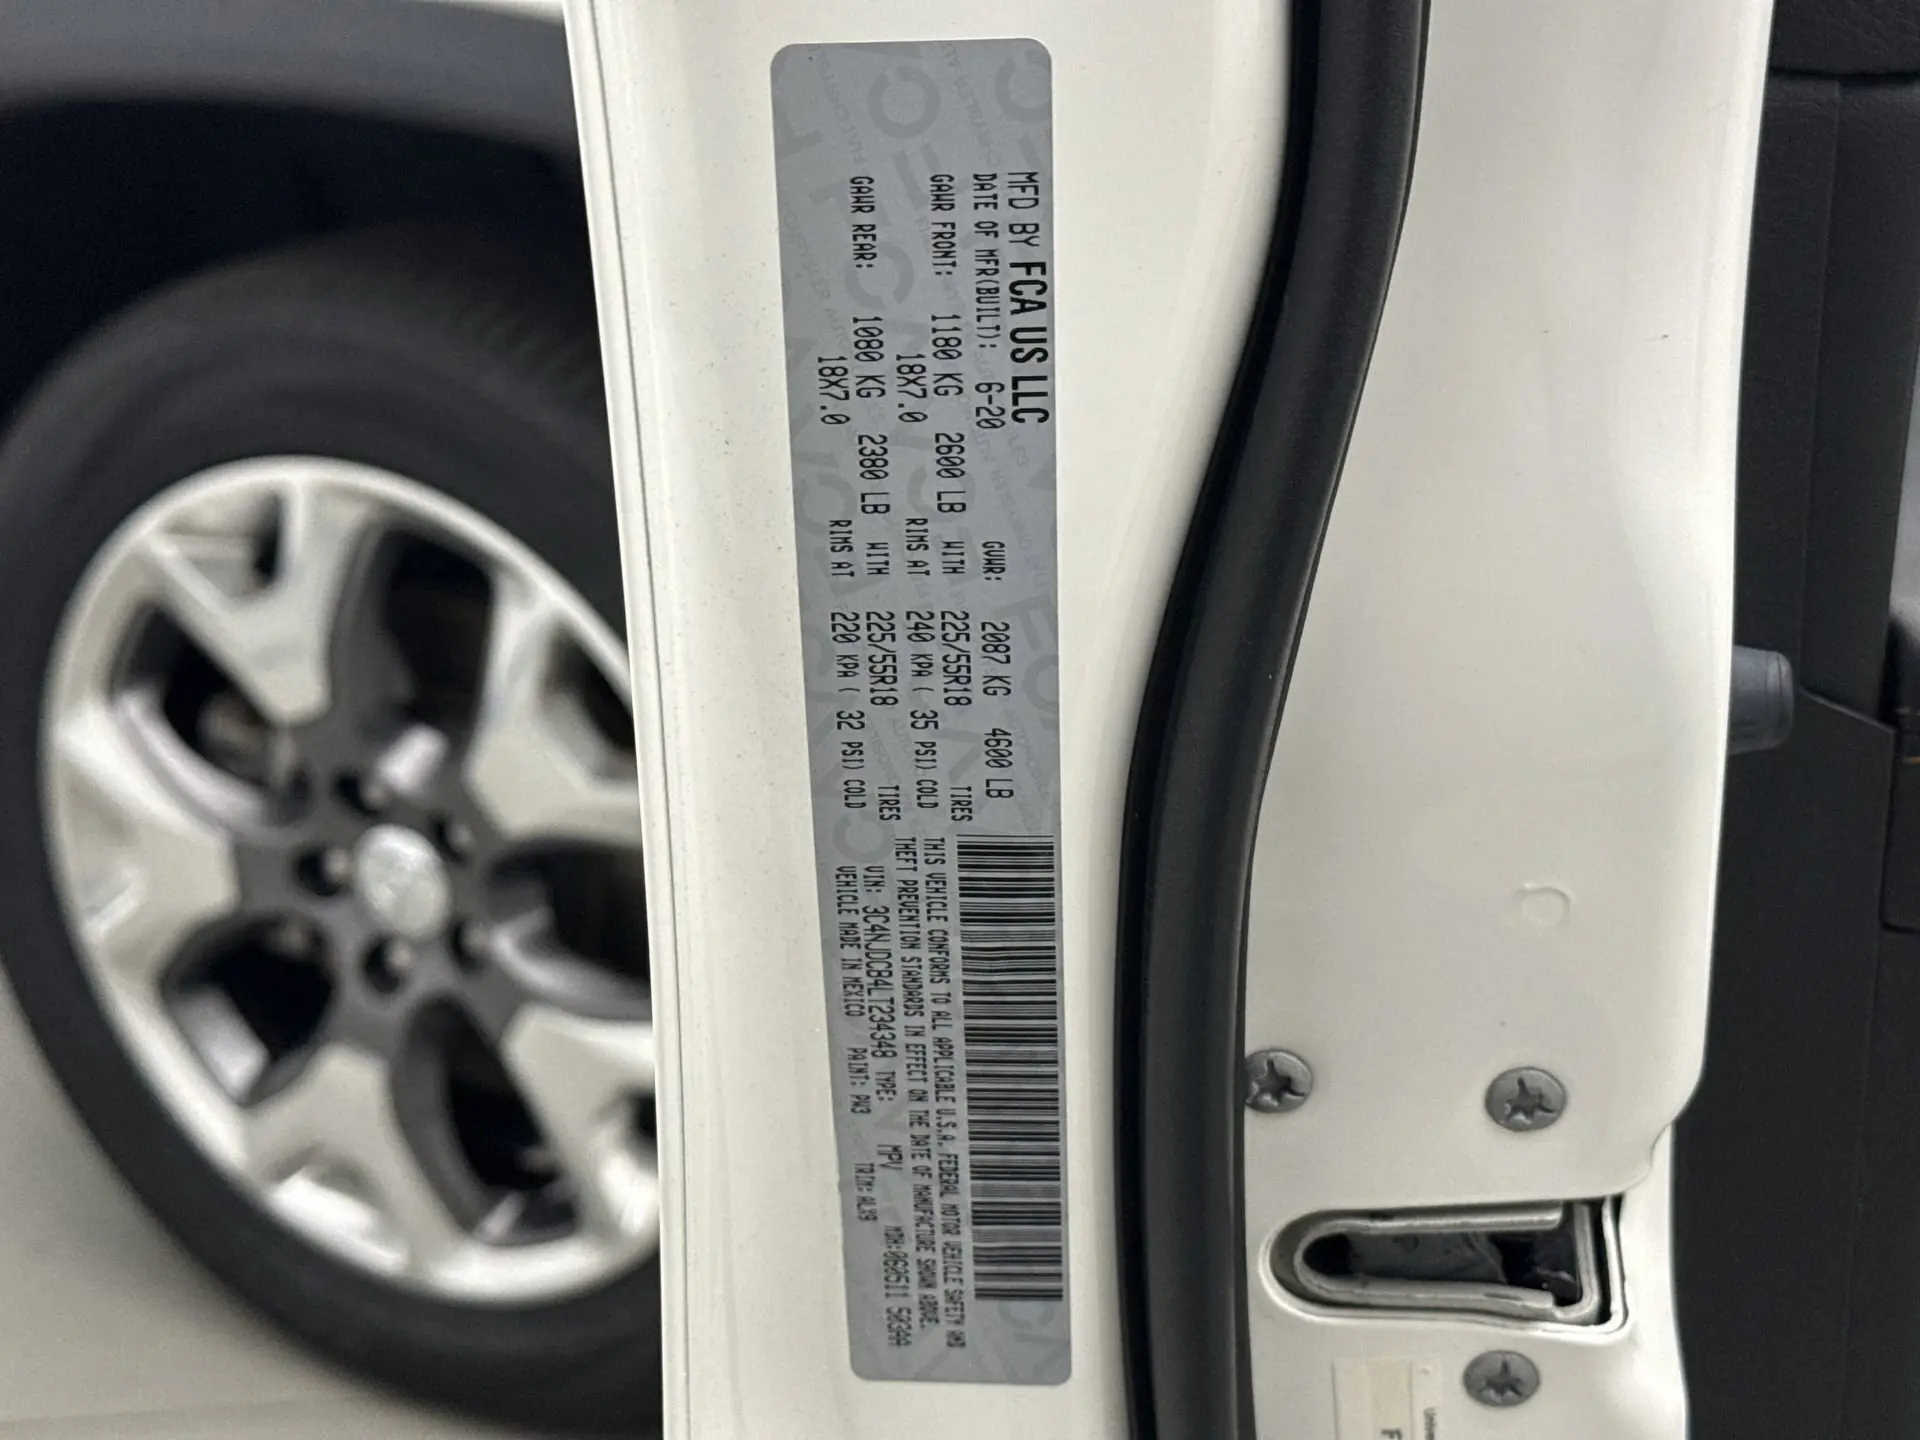 MFD BY FCA US LLC
DATE OF MFR(BUILT): 6-20 GVWR: 2087 KG 4600 LB
GAWR FRONT: 1180 KG 2600 LB WITH 225/55R18 TIRES
18X7.0 RIMS AT 240 KPA ( 35 PSI) COLD
GAWR REAR: 1080 KG 2380 LB WITH 225/55R18 TIRES
18X7.0 RIMS AT 220 KPA ( 32 PSI) COLD
THIS VEHICLE CONFORMS TO ALL APPLICABLE U.S.A. FEDERAL MOTOR VEHICLE SAFETY AND
THEFT PREVENTION STANDARDS IN EFFECT ON THE DATE OF MANUFACTURE SHOWN ABOVE.
VIN: 3C4NJDCB4LT234348 TYPE: MPV MDH:060511 503AA
VEHICLE MADE IN MEXICO PAINT: PW3 TRIM: ALX9